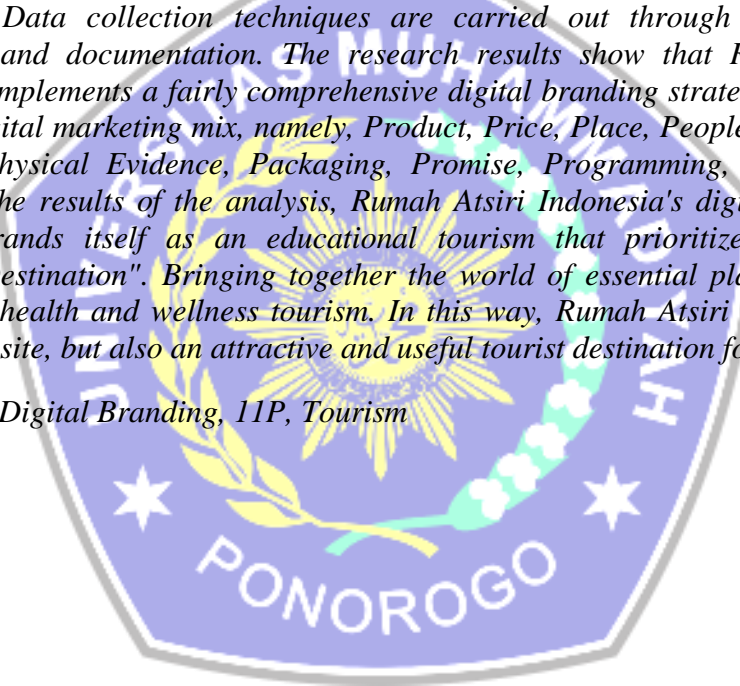 Data collection techniques are carried out through
and documentation. The research results show that
mplements a fairly comprehensive digital branding strate
ital marketing mix, namely, Product, Price, Place, People
hysical Evidence, Packaging, Promise, Programming,
he results of the analysis, Rumah Atsiri Indonesia's digi
rands itself as an educational tourism that prioritize
estination". Bringing together the world of essential pla
health and wellness tourism. In this way, Rumah Atsiri
site, but also an attractive and useful tourist destination fo
Digital Branding, 11P, Tourism
UNIVERSITAS MUHAMMADIYAH
PONOROGO